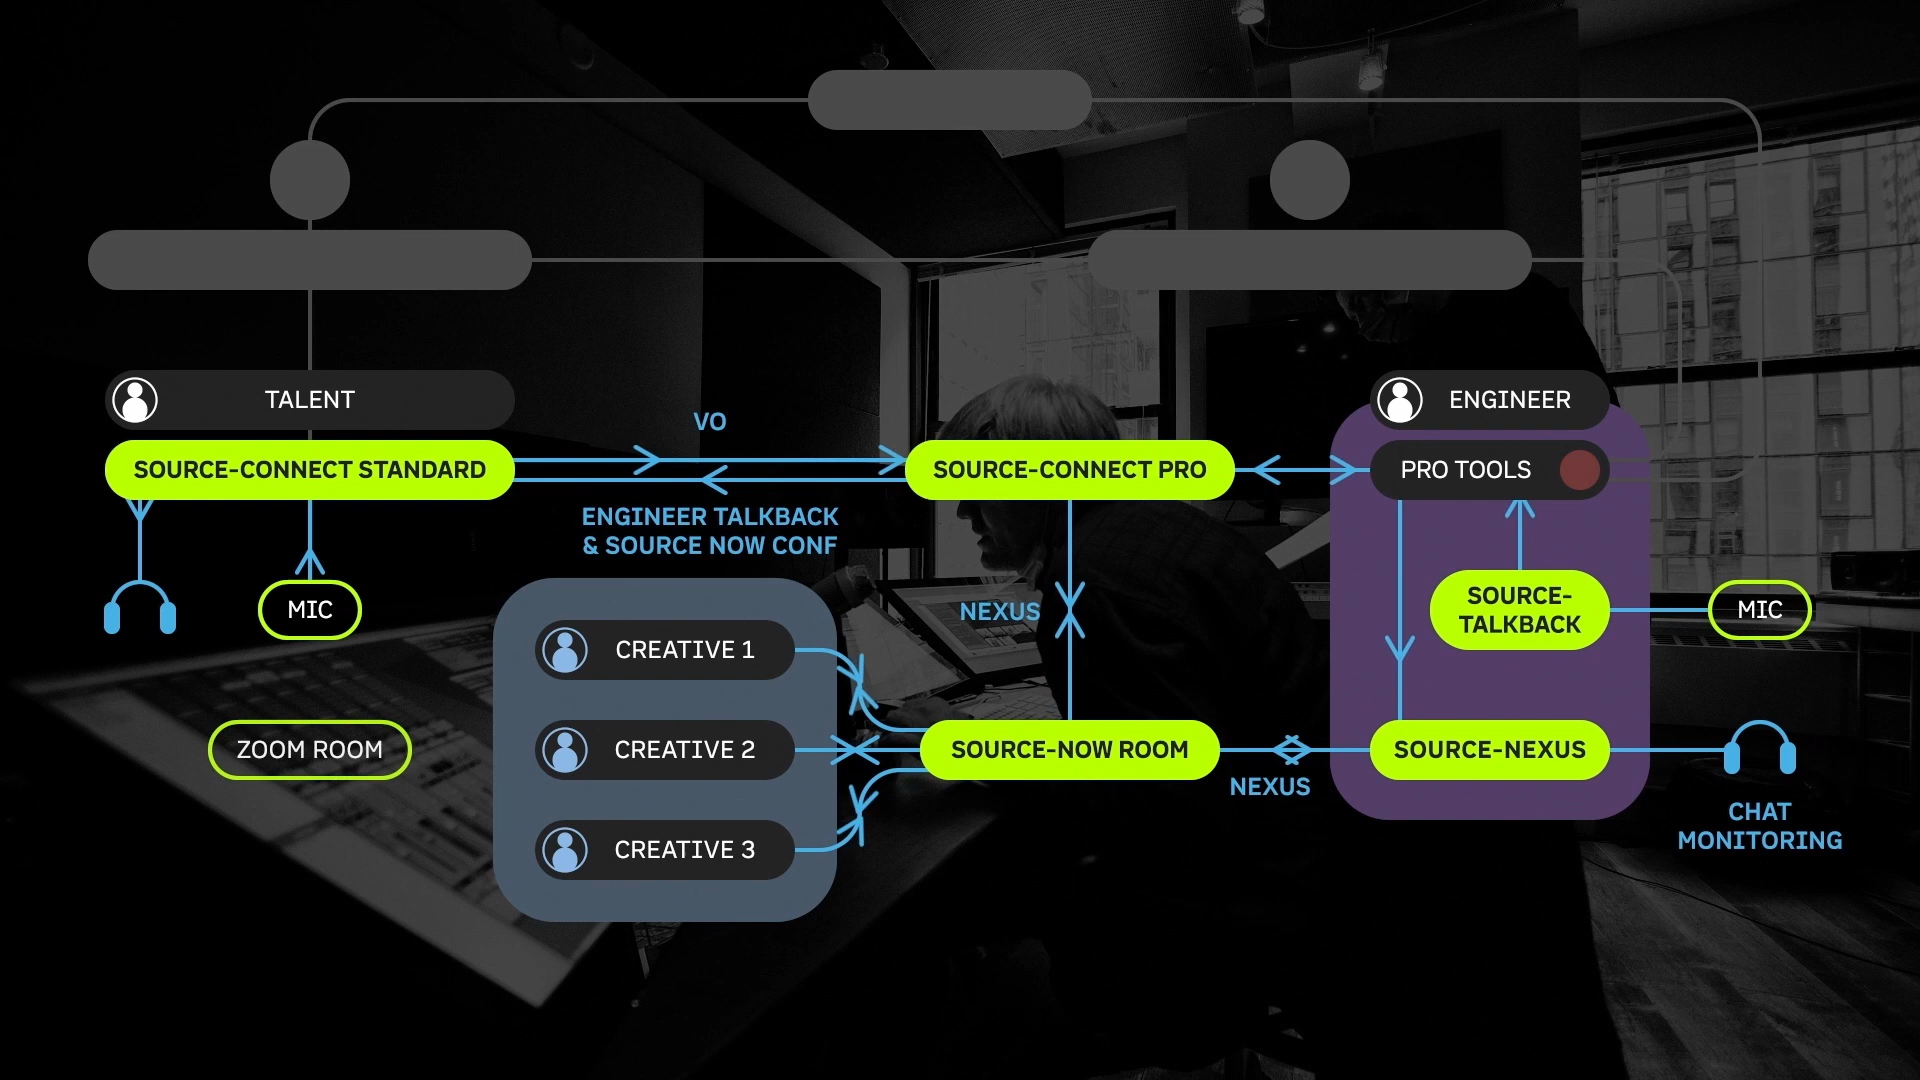 TALENT
ENGINEER
VO
SOURCE-CONNECT STANDARD
SOURCE-CONNECT PRO
PRO TOOLS
ENGINEER TALKBACK
& SOURCE NOW CONF
MIC
NEXUS
SOURCE-
TALKBACK
MIC
CREATIVE 1
ZOOM ROOM
CREATIVE 2
SOURCE-NOW ROOM
SOURCE-NEXUS
NEXUS
CHAT
MONITORING
CREATIVE 3